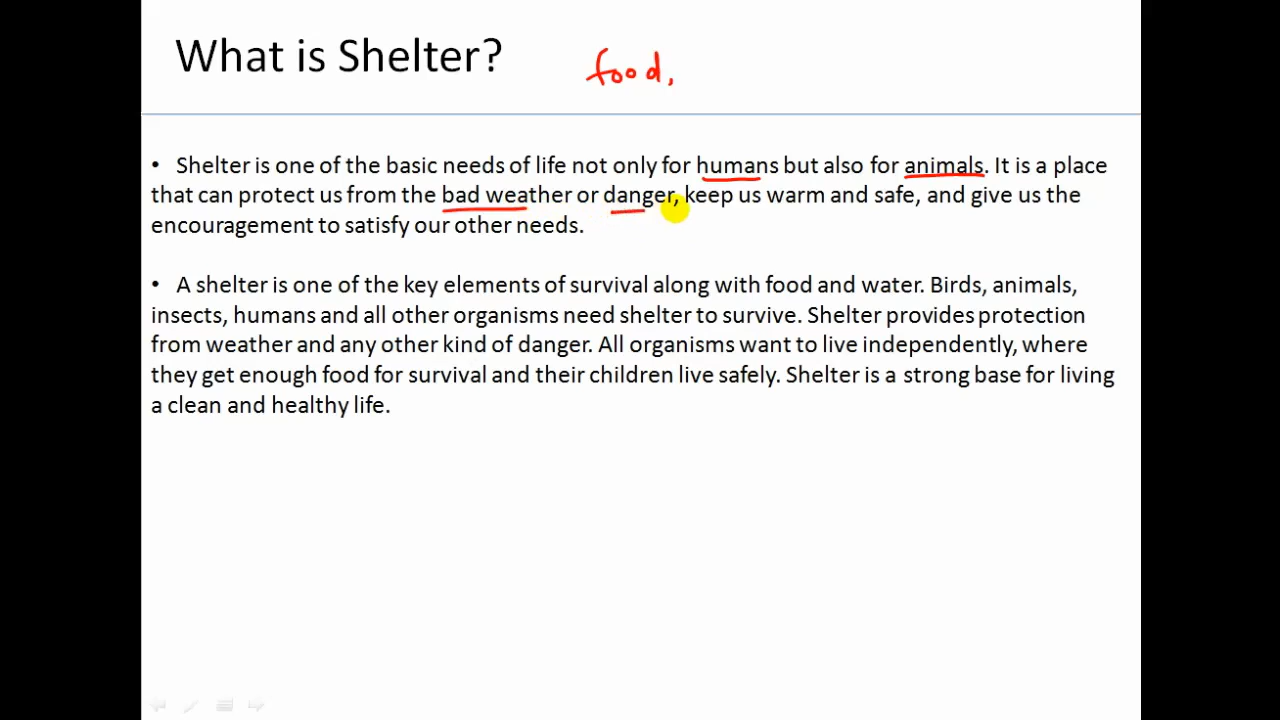 What is Shelter?
food,
• Shelter is one of the basic needs of life not only for humans but also for animals. It is a place
that can protect us from the bad weather or danger, keep us warm and safe, and give us the
encouragement to satisfy our other needs.
• A shelter is one of the key elements of survival along with food and water. Birds, animals,
insects, humans and all other organisms need shelter to survive. Shelter provides protection
from weather and any other kind of danger. All organisms want to live independently, where
they get enough food for survival and their children live safely. Shelter is a strong base for living
a clean and healthy life.